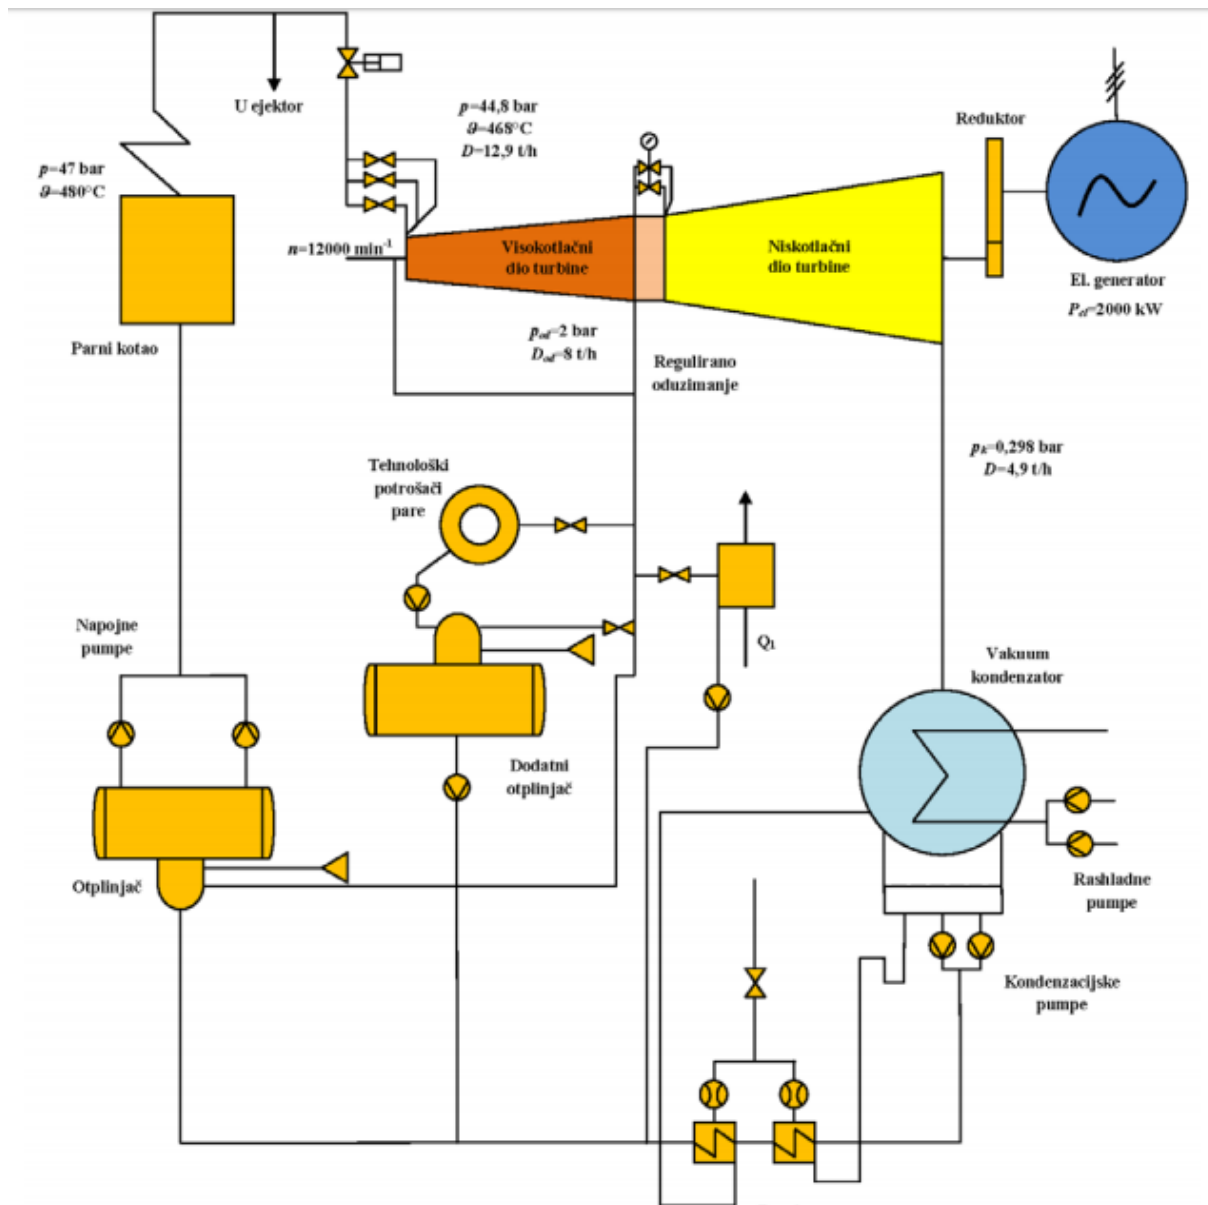 U ejektor
p=44,8 bar
ϑ=468°C
D=12,9 t/h
Reduktor
p=47 bar
ϑ=480°C
n=12000 min⁻¹
Visokotlačni
dio turbine
Niskotlačni
dio turbine
El. generator
Pel=2000 kW
Parni kotao
pod=2 bar
Dod=8 t/h
Regulirano
oduzimanje
pk=0,298 bar
D=4,9 t/h
Tehnološki
potrošači
pare
Napojne
pumpe
Q₁
Vakuum
kondenzator
Dodatni
otplinjač
Otplinjač
Rashladne
pumpe
Kondenzacijske
pumpe